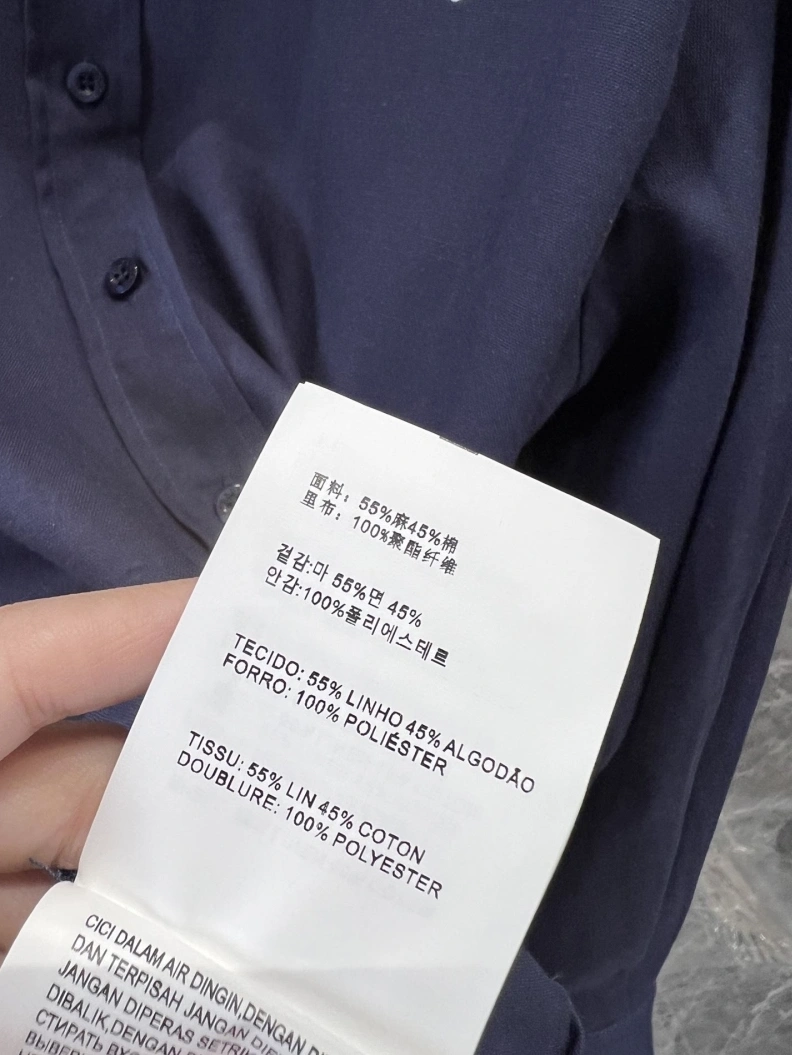 面料：55%麻45%棉
里布：100%聚酯纤维
겉감:마 55%면 45%
안감:100%폴리에스테르
TECIDO: 55% LINHO 45% ALGODÃO
FORRO: 100% POLIÉSTER
TISSU: 55% LIN 45% COTON
DOUBLURE: 100% POLYESTER
CICI DALAM AIR DINGIN,DENGAN
DAN TERPISAH JANGAN
JANGAN DIPERAS
DIBALIK,DENGAN
СТИРАТЬ